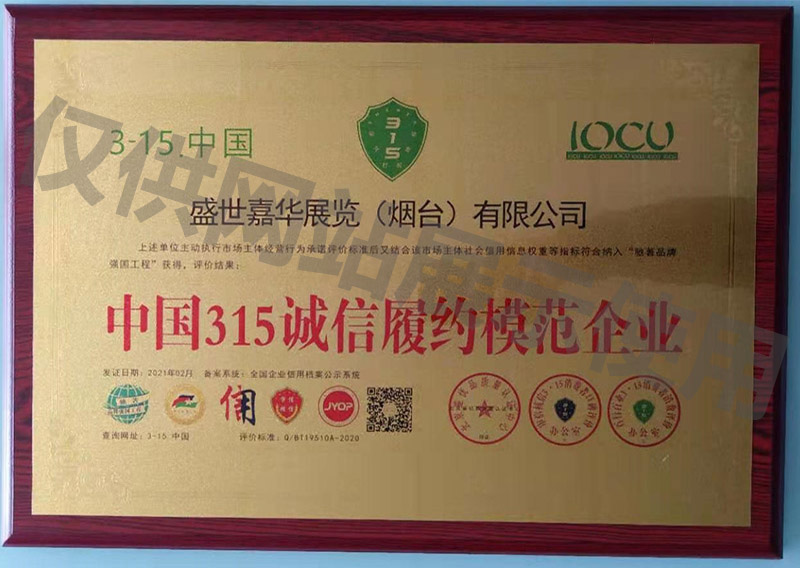 3-15.中国
315
IOCU
盛世嘉华展览（烟台）有限公司
上述单位主动执行市场主体经营行为承诺评价标准后又结合该市场主体社会信用信息权重等指标符合纳入“融著品牌
强国工程”获得，评价结果：
中国315诚信履约模范企业
发证日期：2021年02月 备案系统：全国企业信用档案公示系统
信用
JYDP
查询网址：3-15.中国 评价标准：Q/BT19510A-2020
仅供网站展示使用